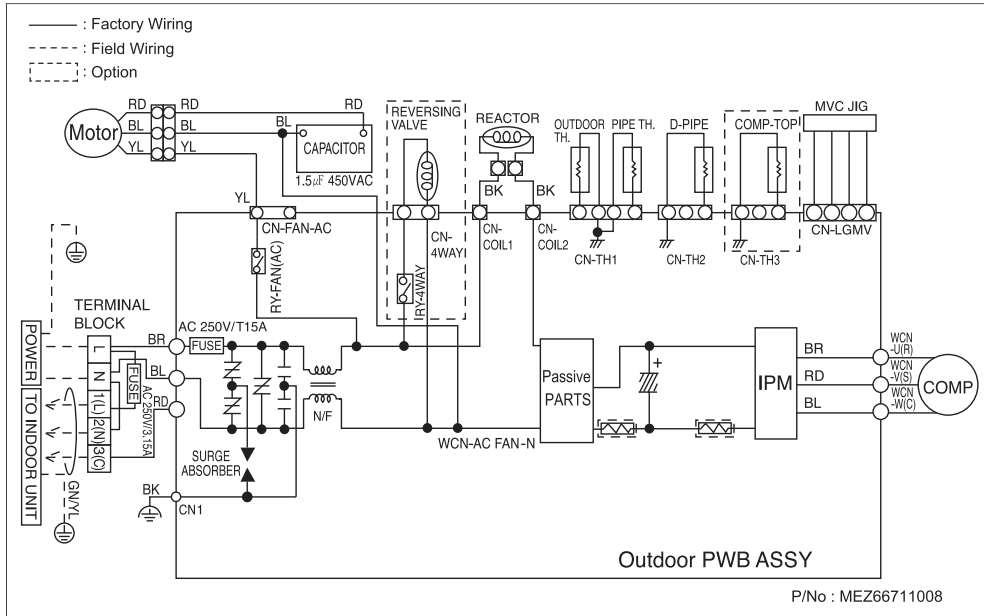 : Factory Wiring
: Field Wiring
: Option
Motor
RD
BL
YL
RD
BL
YL
RD
BL
CAPACITOR
1.5μF 450VAC
REVERSING
VALVE
REACTOR
BK
BK
OUTDOOR
TH.
PIPE TH.
D-PIPE
COMP-TOP
MVC JIG
YL
CN-FAN-AC
CN-
4WAY
CN-
COIL1
CN-
COIL2
CN-TH1
CN-TH2
CN-TH3
CN-LGMV
RY-FAN(AC)
RY-4WAY
TERMINAL
BLOCK
POWER
TO INDOOR UNIT
L
N
1(L)
2(N)
3(C)
FUSE
AC 250V/3.15A
BR
BL
RD
AC 250V/T15A
FUSE
N/F
SURGE
ABSORBER
GN/YL
BK
CN1
WCN-AC FAN-N
Passive
PARTS
+
IPM
BR
RD
BL
WCN
-U(R)
WCN
-V(S)
WCN
-W(C)
COMP
Outdoor PWB ASSY
P/No : MEZ66711008